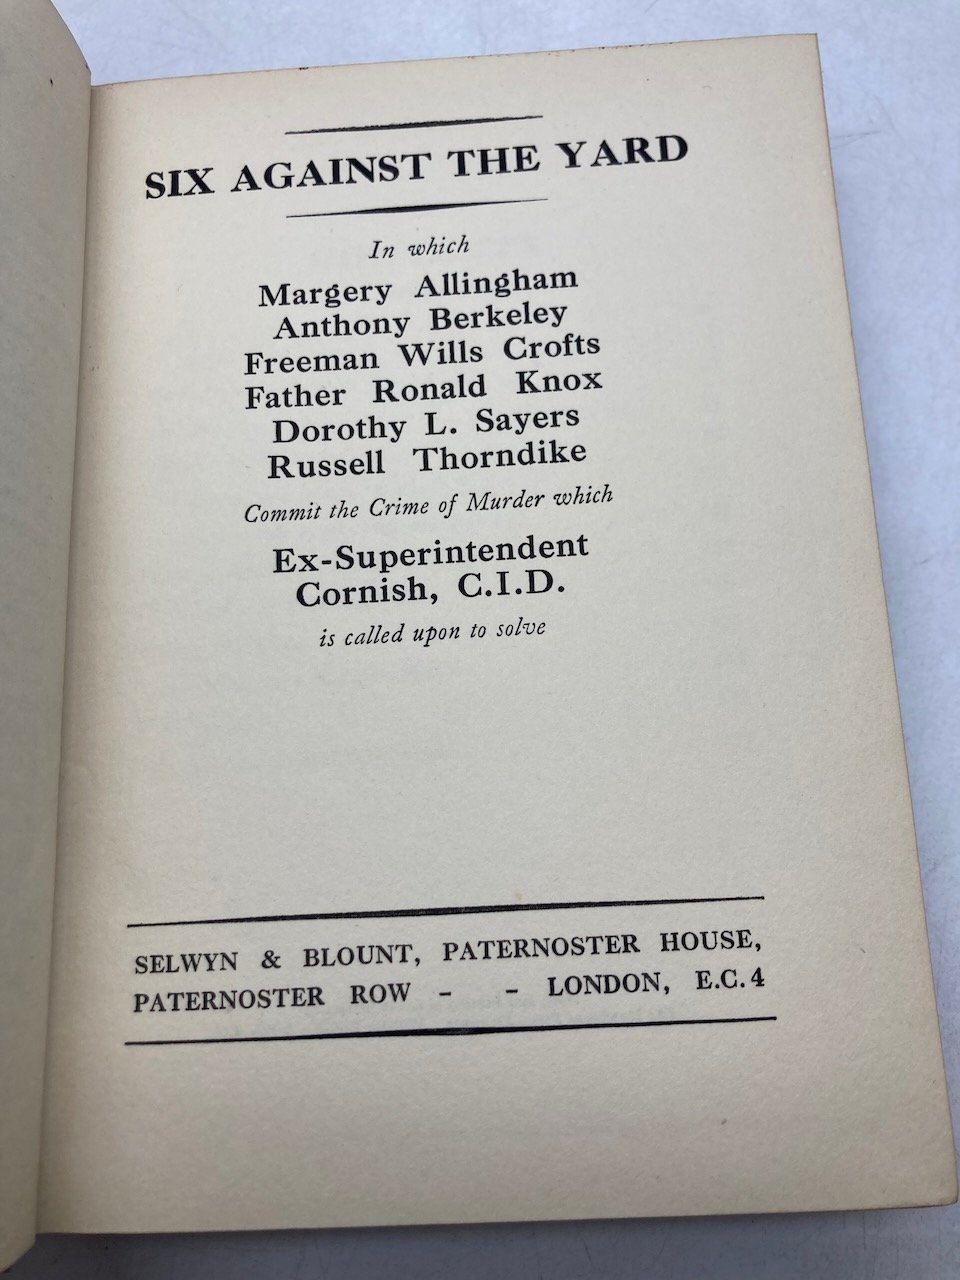 SIX AGAINST THE YARD
In which
Margery Allingham
Anthony Berkeley
Freeman Wills Crofts
Father Ronald Knox
Dorothy L. Sayers
Russell Thorndike
Commit the Crime of Murder which
Ex-Superintendent
Cornish, C.I.D.
is called upon to solve
SELWYN & BLOUNT, PATERNOSTER HOUSE,
PATERNOSTER ROW - - LONDON, E.C.4